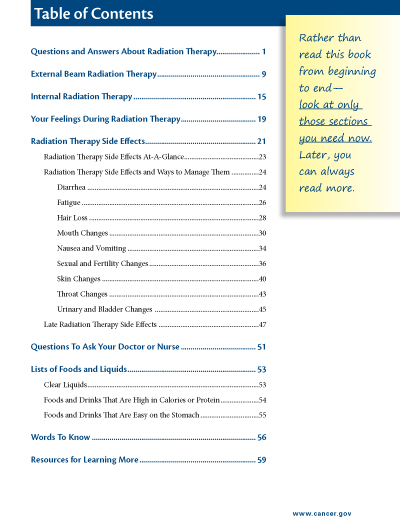 Table of Contents
Questions and Answers About Radiation Therapy..................... 1
External Beam Radiation Therapy.................................................. 9
Internal Radiation Therapy............................................................ 15
Your Feelings During Radiation Therapy..................................... 19
Radiation Therapy Side Effects...................................................... 21
Radiation Therapy Side Effects At-A-Glance.......................................23
Radiation Therapy Side Effects and Ways to Manage Them...............24
Diarrhea.............................................................................................24
Fatigue...............................................................................................26
Hair Loss............................................................................................28
Mouth Changes.................................................................................30
Nausea and Vomiting.......................................................................34
Sexual and Fertility Changes............................................................36
Skin Changes.....................................................................................40
Throat Changes.................................................................................43
Urinary and Bladder Changes..........................................................45
Late Radiation Therapy Side Effects....................................................47
Questions To Ask Your Doctor or Nurse..................................... 51
Lists of Foods and Liquids.............................................................. 53
Clear Liquids.........................................................................................53
Foods and Drinks That Are High in Calories or Protein....................54
Foods and Drinks That Are Easy on the Stomach..............................55
Words To Know............................................................................... 56
Resources for Learning More......................................................... 59
Rather than
read this book
from beginning
to end—
look at only
those sections
you need now.
Later, you
can always
read more.
www.cancer.gov